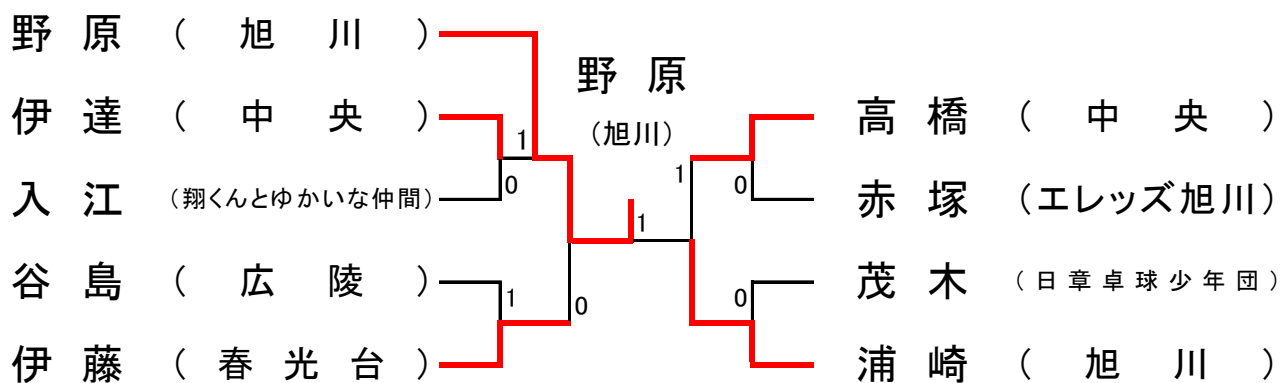 野原 (旭川)
伊達 (中央)
入江 (翔くんとゆかいな仲間)
谷島 (広陵)
伊藤 (春光台)
1
0
1
0
野原
(旭川)
1
1
0
0
高橋 (中央)
赤塚 (エレッズ旭川)
茂木 (日章卓球少年団)
浦崎 (旭川)